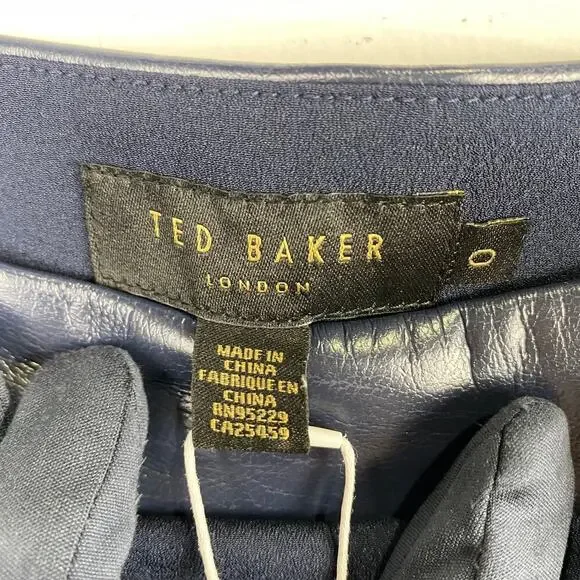 TED BAKER
LONDON
0
MADE IN
CHINA
FABRIQUE EN
CHINA
RN95229
CA25459